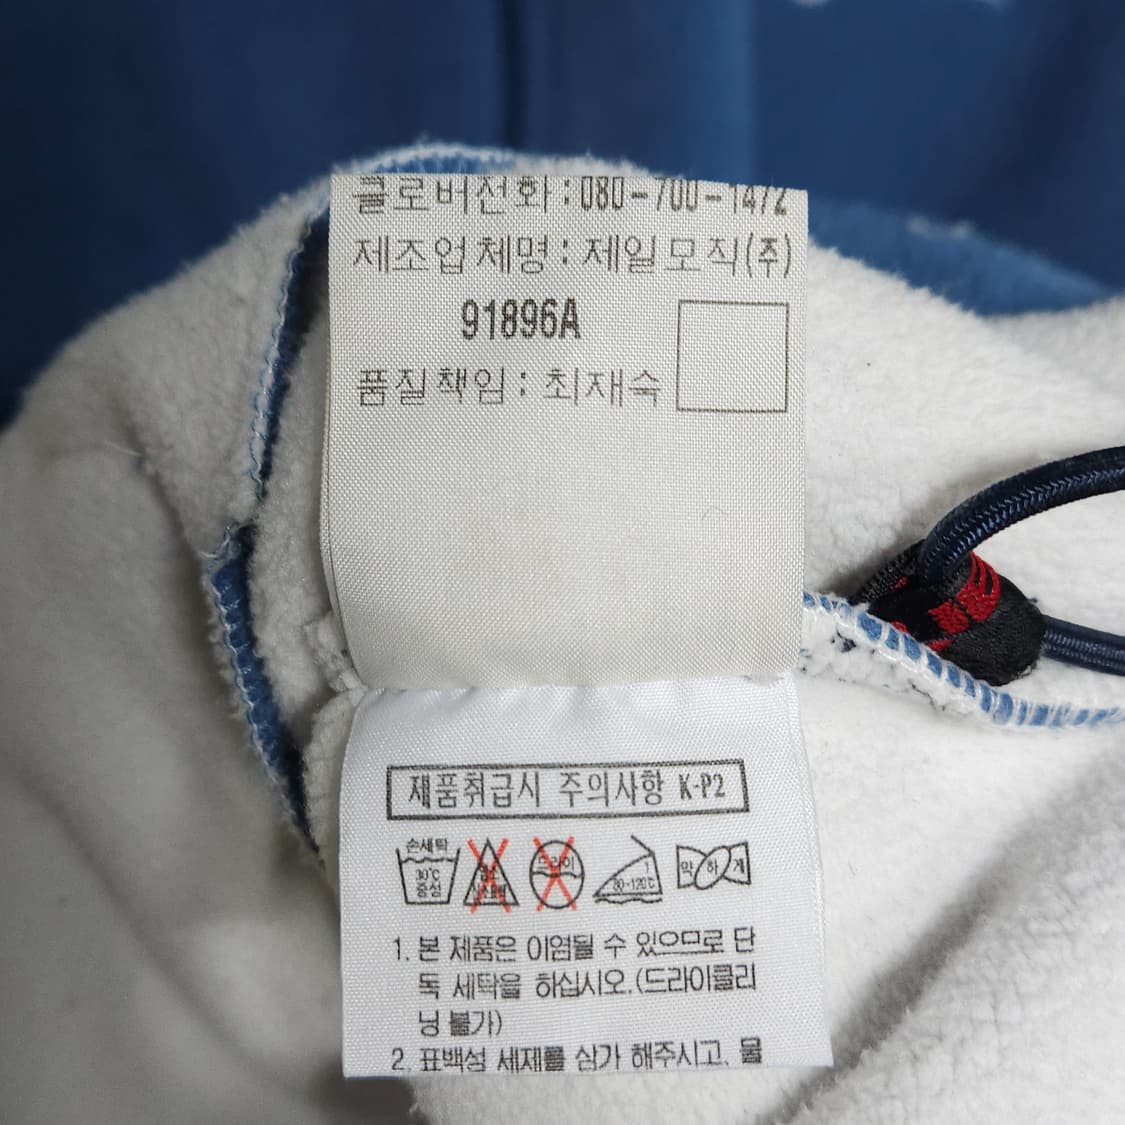 클로버전화 : 080-700-1472
제조업체명 : 제일모직(주)
91896A
품질책임 : 최재숙
제품취급시 주의사항 K-P2
손세탁
30℃
중성
드라이
1
80-120℃
약하게
1. 본 제품은 이염될 수 있으므로 단
독 세탁을 하십시오.(드라이클리
닝 불가)
2. 표백성 세제를 삼가 해주시고, 물